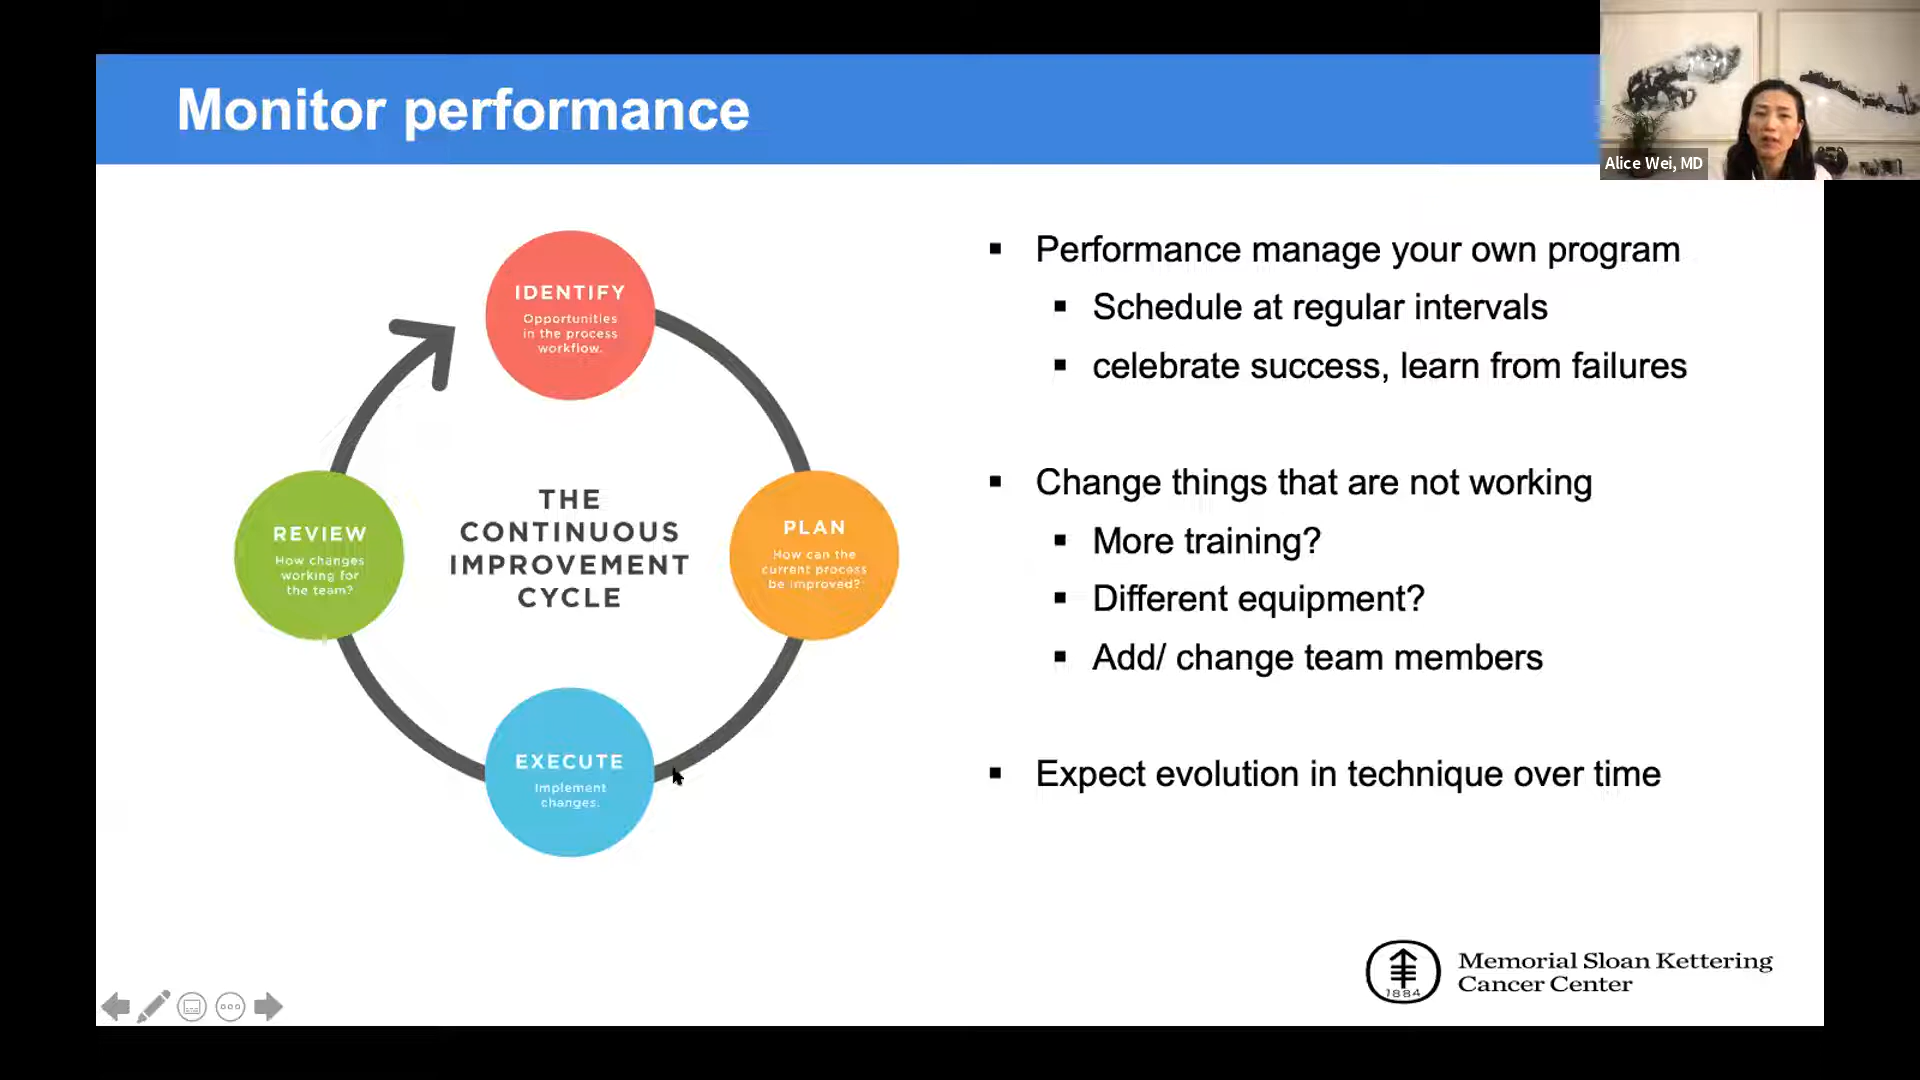 Monitor performance
Alice Wei, MD
IDENTIFY
Opportunities
in the process
workflow.
PLAN
How can the
current process
be improved?
EXECUTE
Implement
changes.
REVIEW
How changes
working for
the team?
THE
CONTINUOUS
IMPROVEMENT
CYCLE
▪ Performance manage your own program
▪ Schedule at regular intervals
▪ celebrate success, learn from failures
▪ Change things that are not working
▪ More training?
▪ Different equipment?
▪ Add/ change team members
▪ Expect evolution in technique over time
1884
Memorial Sloan Kettering
Cancer Center